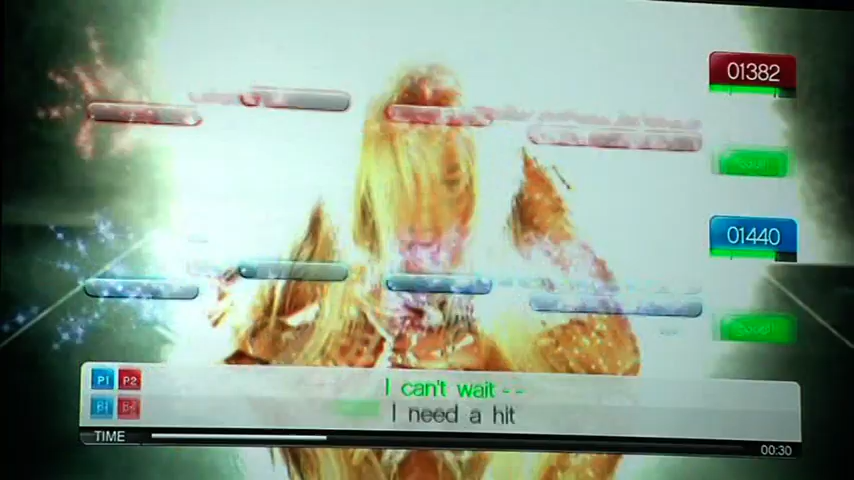 01382
01440
P1 P2
I can't wait - -
I need a hit
TIME
00:30